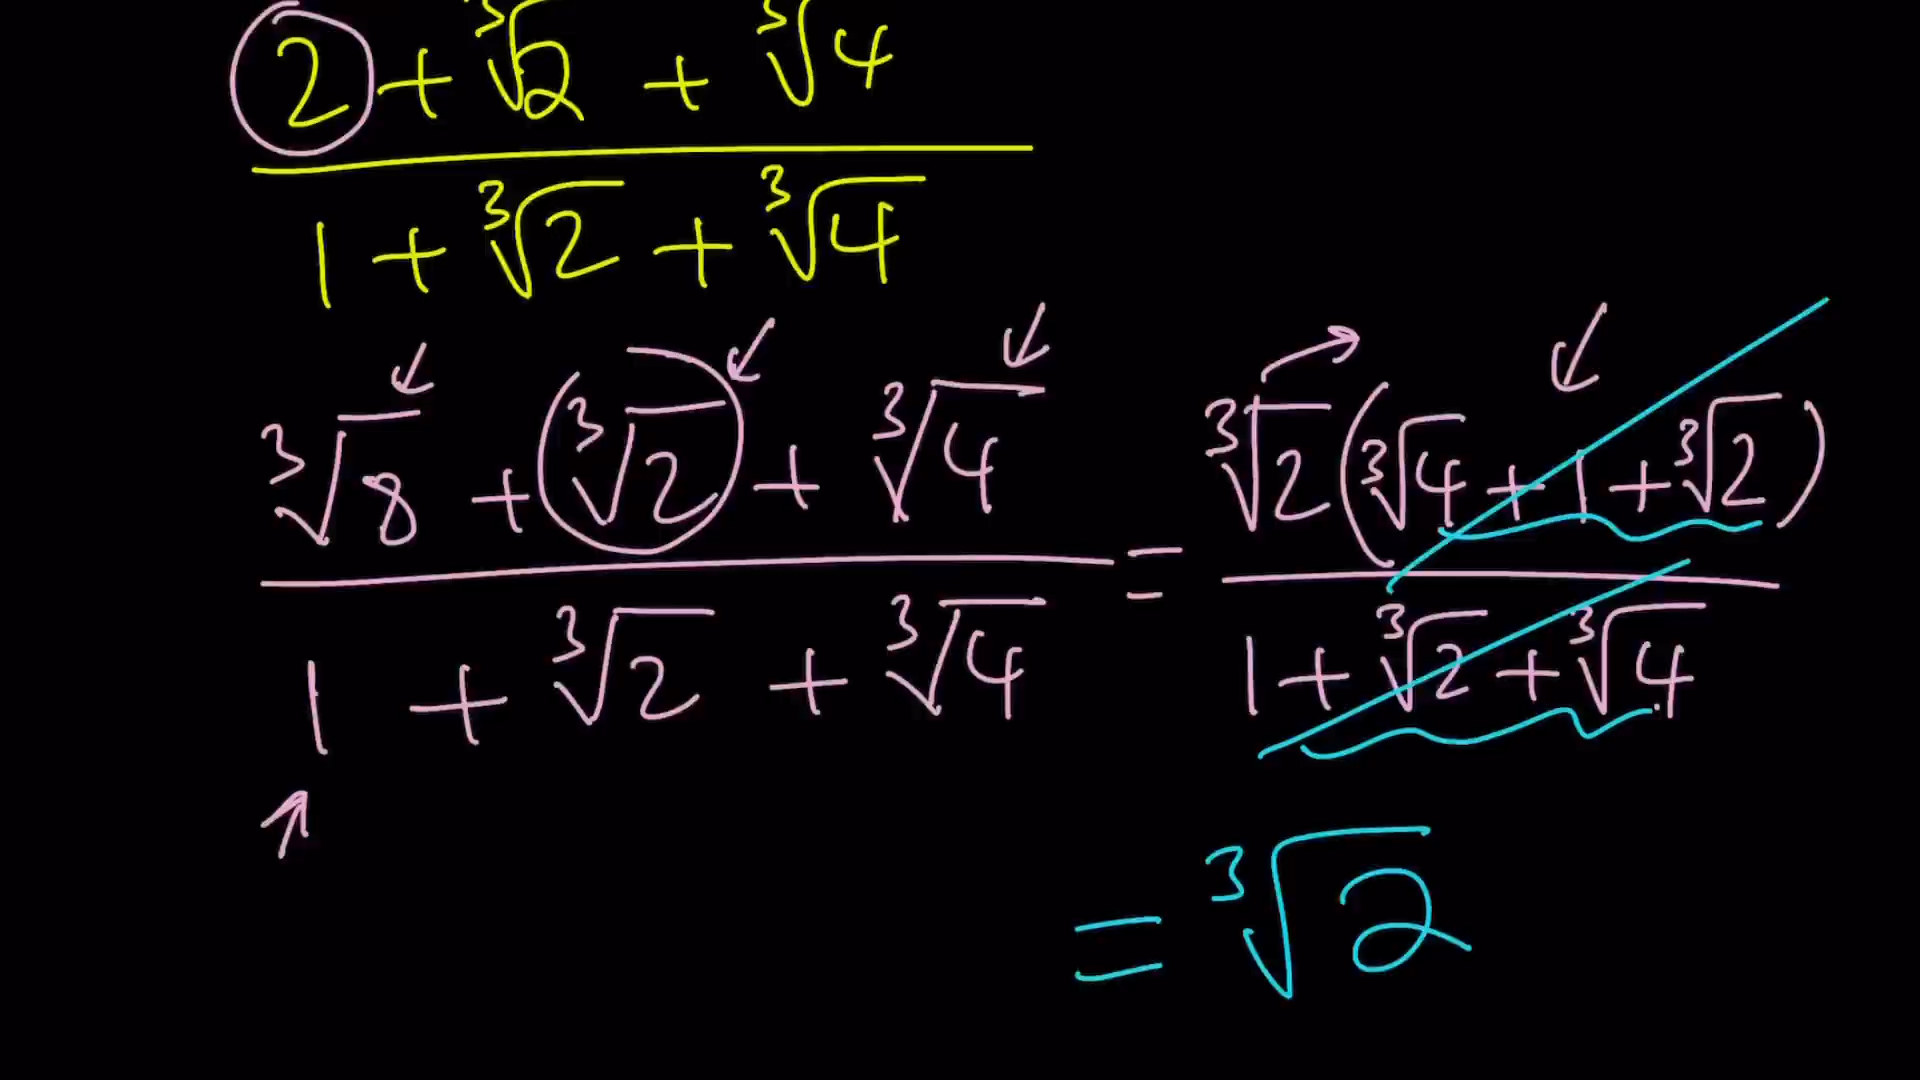 2 + ∛2 + ∛4
1 + ∛2 + ∛4
∛8 + ∛2 + ∛4 = ∛2(∛4 + 1 + ∛2)
1 + ∛2 + ∛4   1 + ∛2 + ∛4
= ∛2